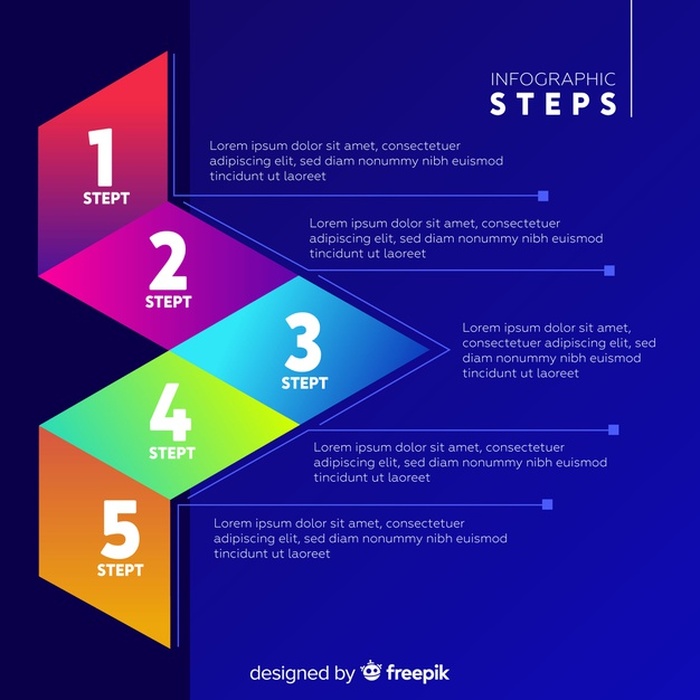 INFOGRAPHIC
STEPS
1
STEPT
Lorem ipsum dolor sit amet, consectetuer
adipiscing elit, sed diam nonummy nibh euismod
tincidunt ut laoreet
2
STEPT
Lorem ipsum dolor sit amet, consectetuer
adipiscing elit, sed diam nonummy nibh euismod
tincidunt ut laoreet
3
STEPT
Lorem ipsum dolor sit amet,
consectetuer adipiscing elit, sed
diam nonummy nibh euismod
tincidunt ut laoreet
4
STEPT
Lorem ipsum dolor sit amet, consectetuer
adipiscing elit, sed diam nonummy nibh euismod
tincidunt ut laoreet
5
STEPT
Lorem ipsum dolor sit amet, consectetuer
adipiscing elit, sed diam nonummy nibh euismod
tincidunt ut laoreet
designed by freepik